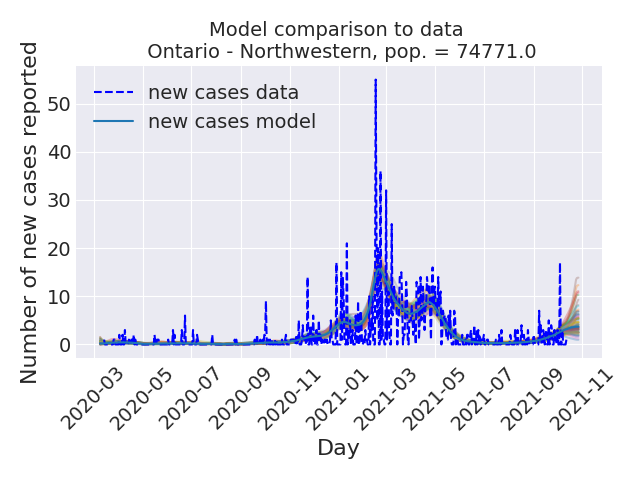 Model comparison to data
Ontario - Northwestern, pop. = 74771.0
new cases data
new cases model
Number of new cases reported
50
40
30
20
10
0
2020-03
2020-05
2020-07
2020-09
2020-11
2021-01
2021-03
2021-05
2021-07
2021-09
2021-11
Day